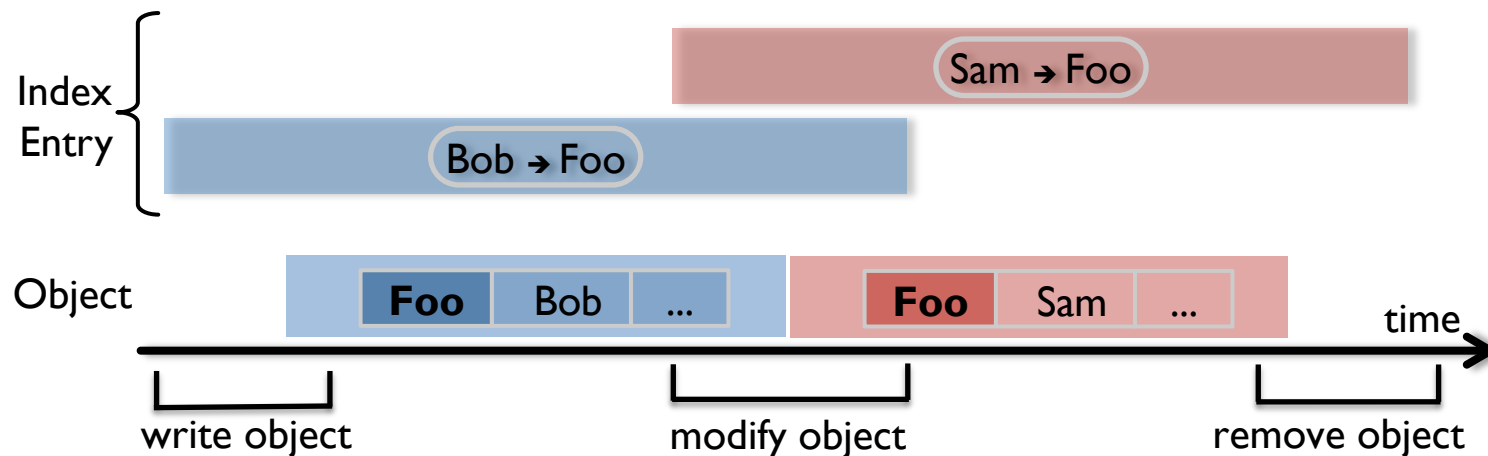 Sam ➔ Foo
Index
Entry
Bob ➔ Foo
Object
Foo Bob ... Foo Sam ...
time
write object modify object remove object